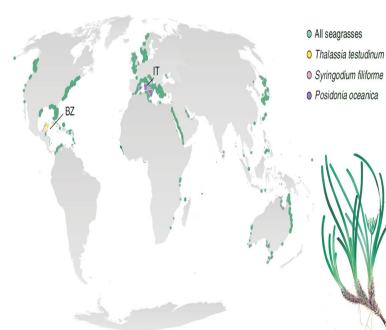 All seagrasses
Thalassia testudinum
Syringodium filiforme
Posidonia oceanica
IT
BZ